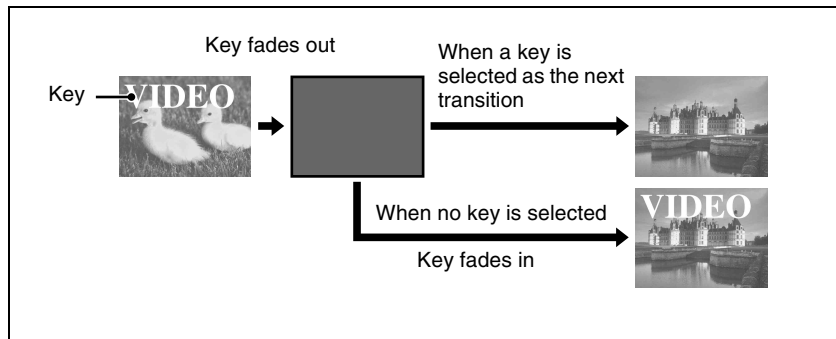 Key fades out
When a key is
selected as the next
transition
Key
VIDEO
When no key is selected
VIDEO
Key fades in